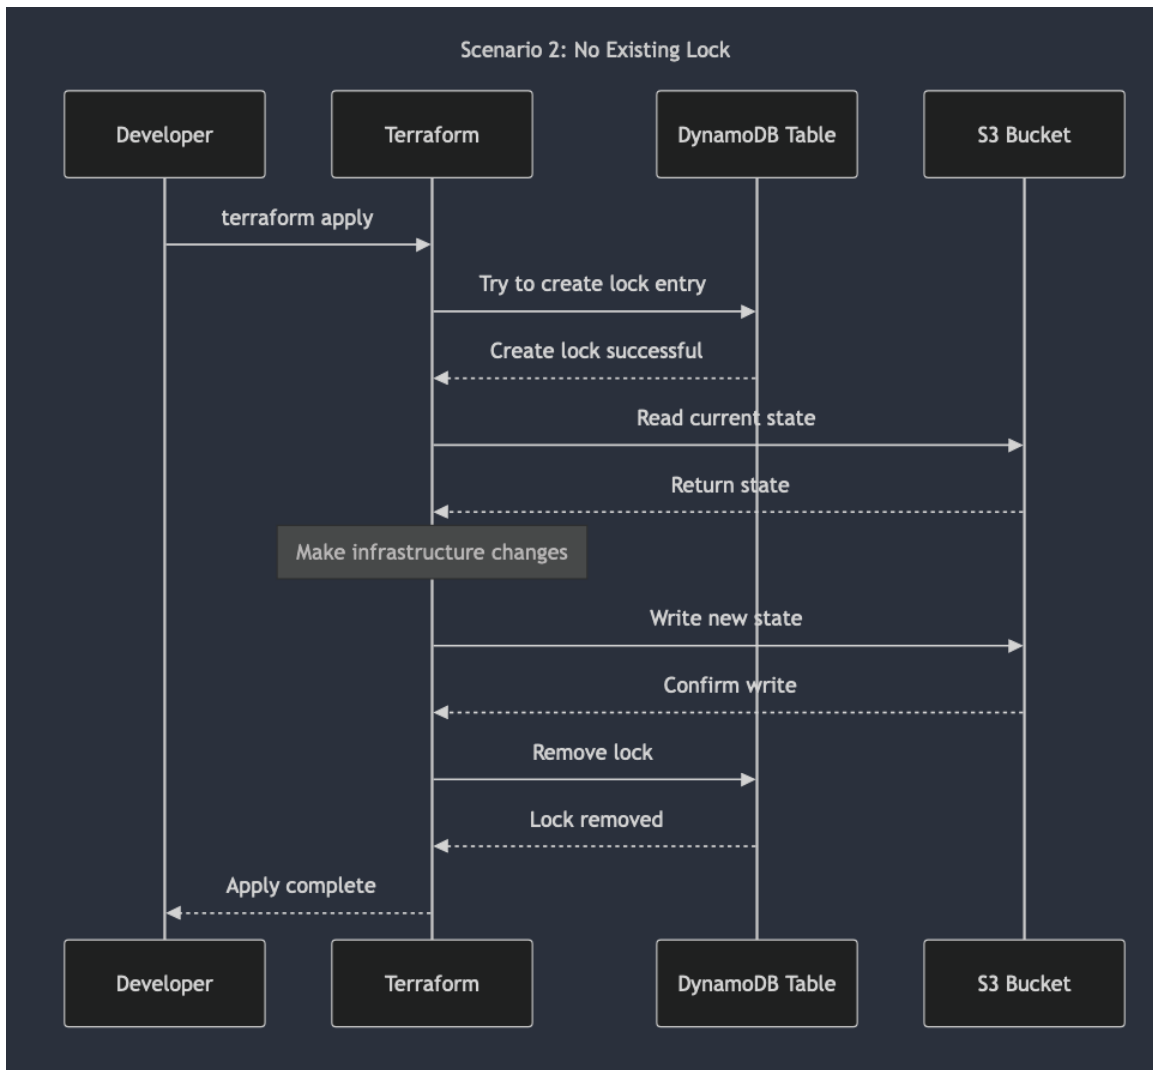 Scenario 2: No Existing Lock
Developer
Terraform
DynamoDB Table
S3 Bucket
terraform apply
Try to create lock entry
Create lock successful
Read current state
Return state
Make infrastructure changes
Write new state
Confirm write
Remove lock
Lock removed
Apply complete
Developer
Terraform
DynamoDB Table
S3 Bucket